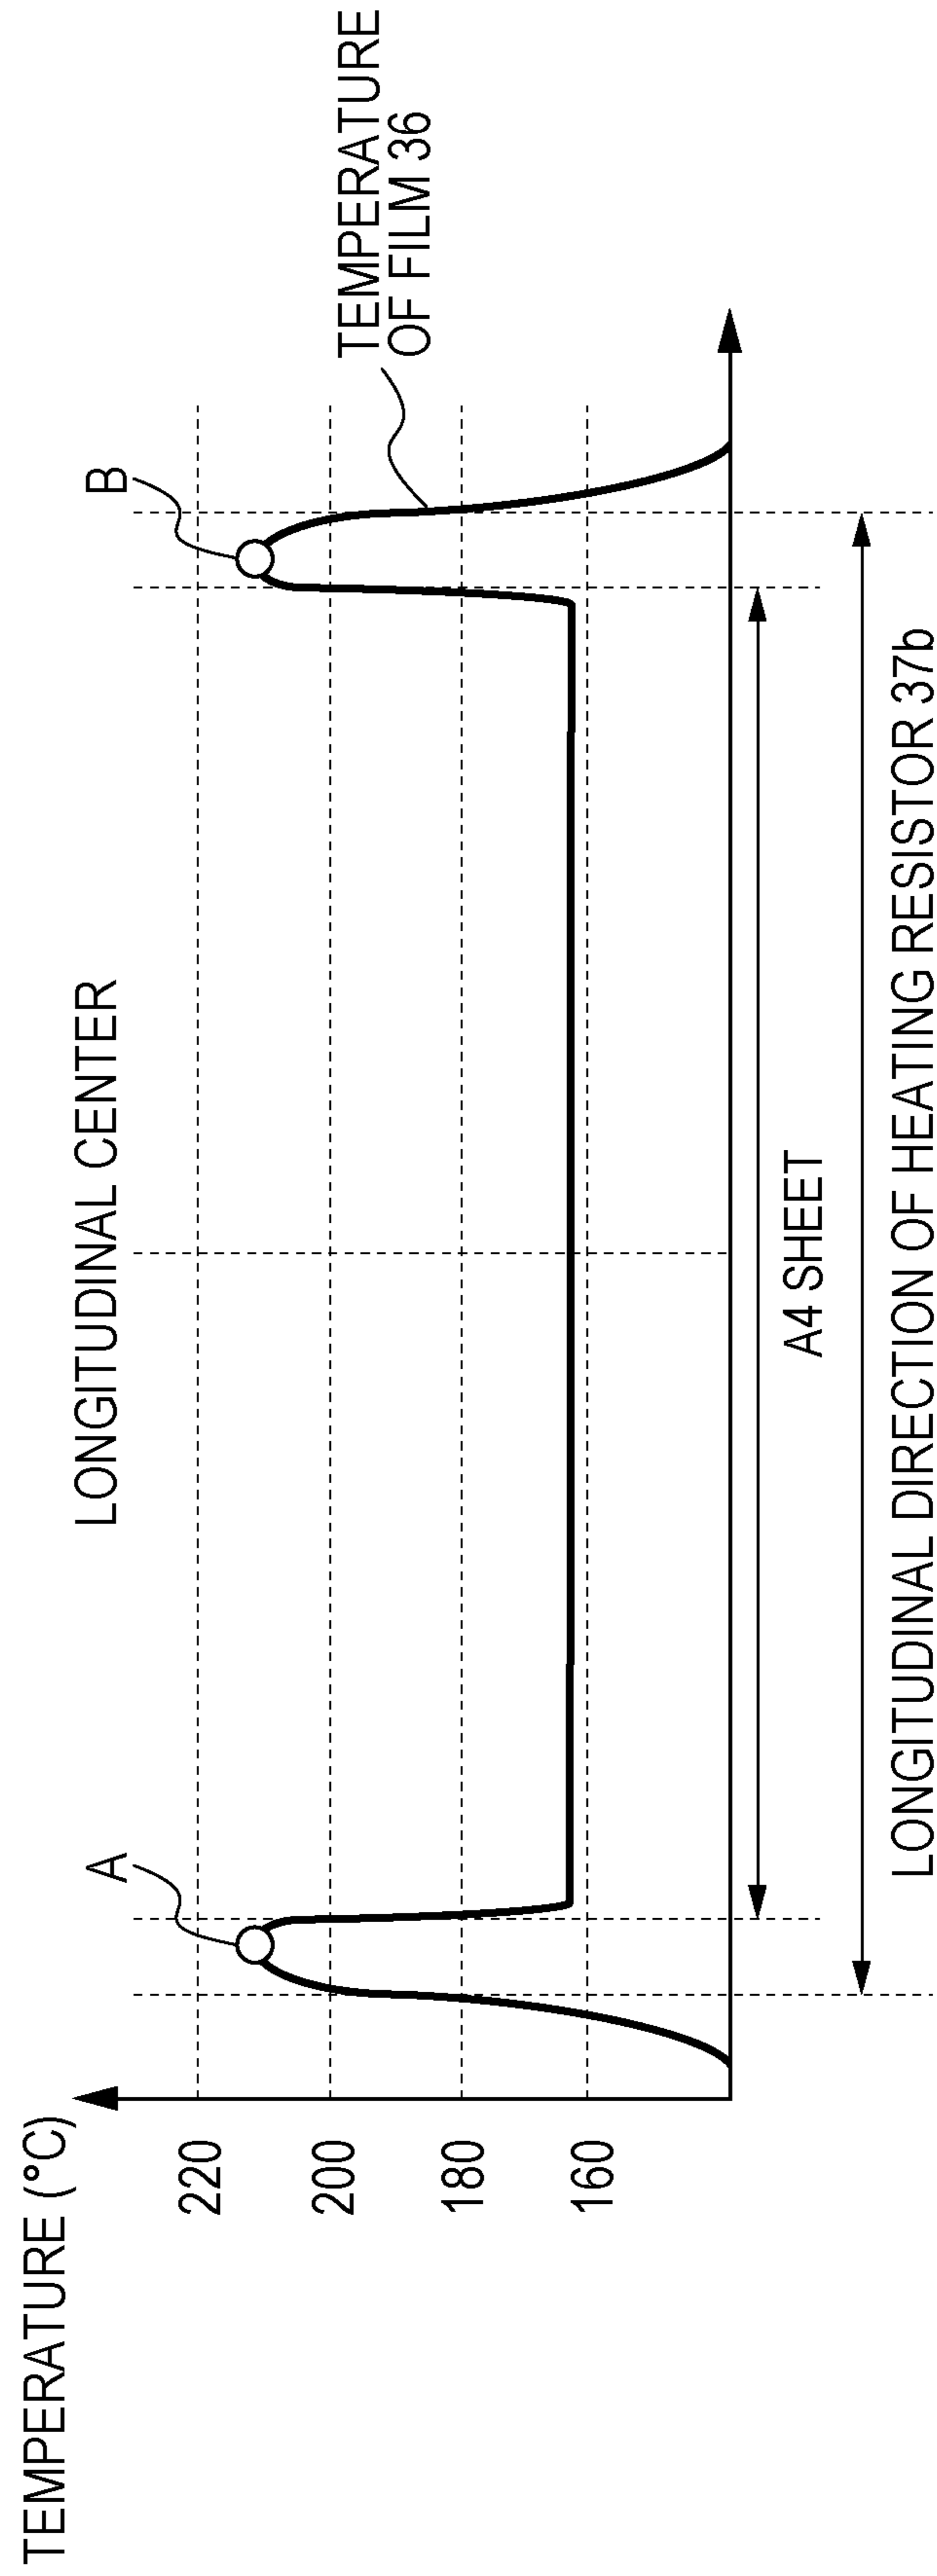 TEMPERATURE (°C)
LONGITUDINAL CENTER
A
B
220
200
180
160
TEMPERATURE
OF FILM 36
A4 SHEET
LONGITUDINAL DIRECTION OF HEATING RESISTOR 37b